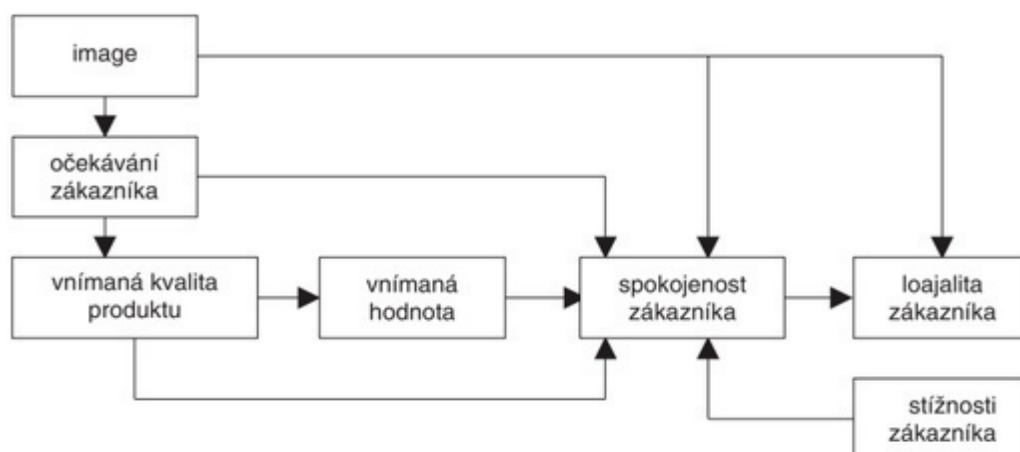 image
očekávání
zákazníka
vnímaná kvalita
produktu
vnímaná
hodnota
spokojenost
zákazníka
loajalita
zákazníka
stížnosti
zákazníka